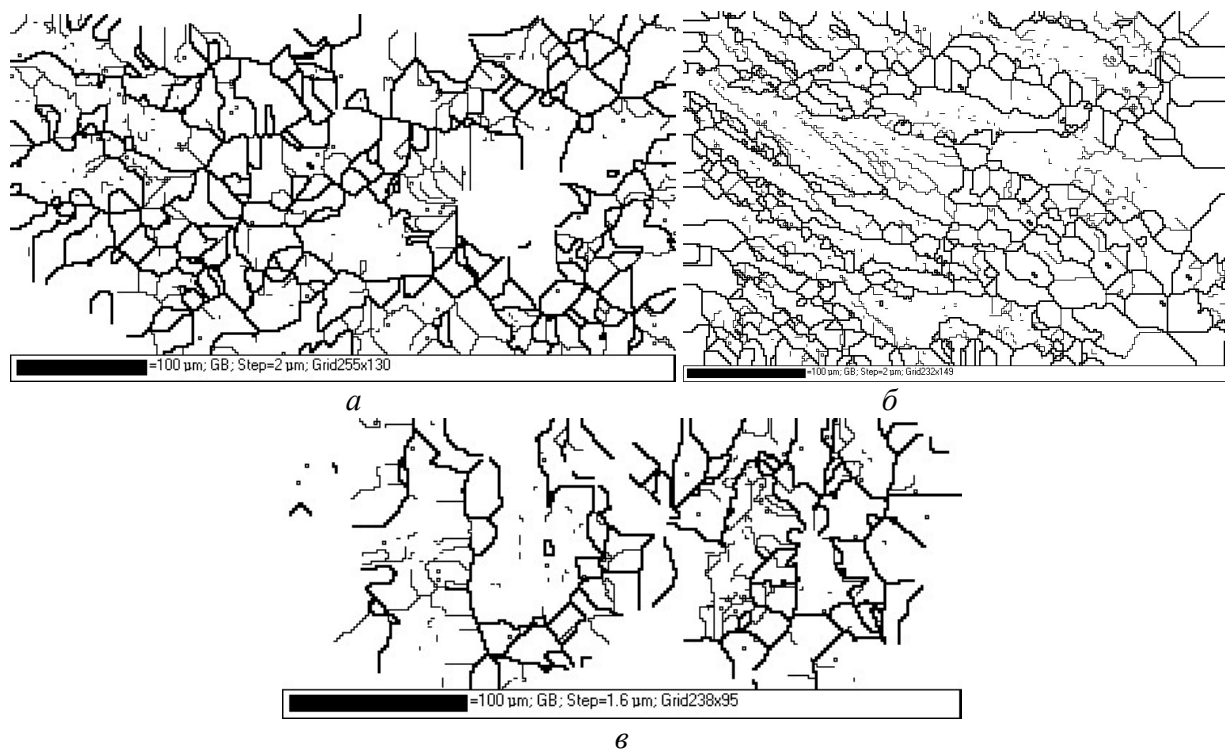 =100 µm; GB; Step=2 µm; Grid255x130
=100 µm; GB; Step=2 µm; Grid232x149
а
б
=100 µm; GB; Step=1.6 µm; Grid238x95
в